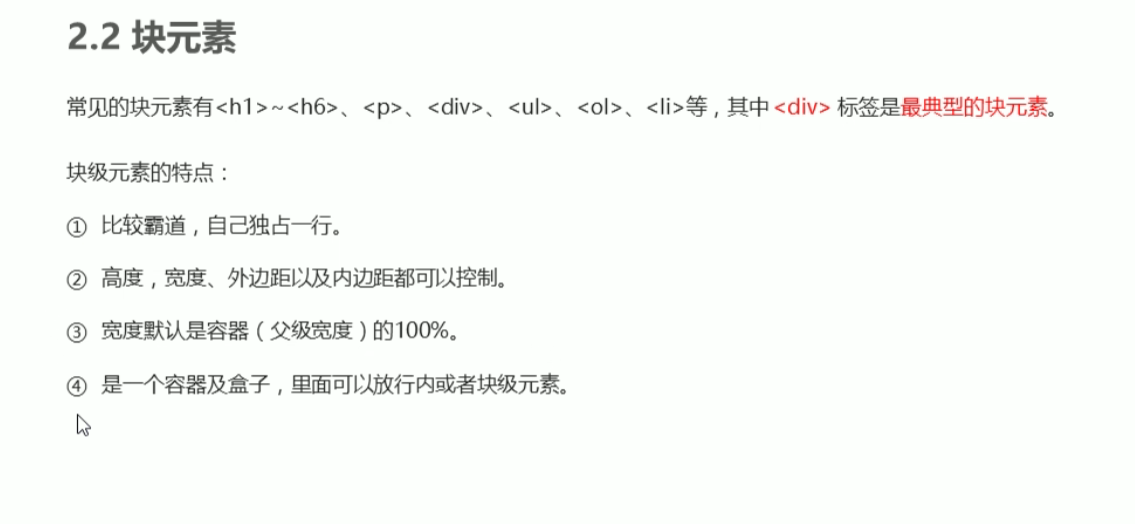 2.2 块元素
常见的块元素有<h1>~<h6>、<p>、<div>、<ul>、<ol>、<li>等，其中 <div> 标签是最典型的块元素。
块级元素的特点：
① 比较霸道，自己独占一行。
② 高度，宽度、外边距以及内边距都可以控制。
③ 宽度默认是容器（父级宽度）的100%。
④ 是一个容器及盒子，里面可以放行内或者块级元素。